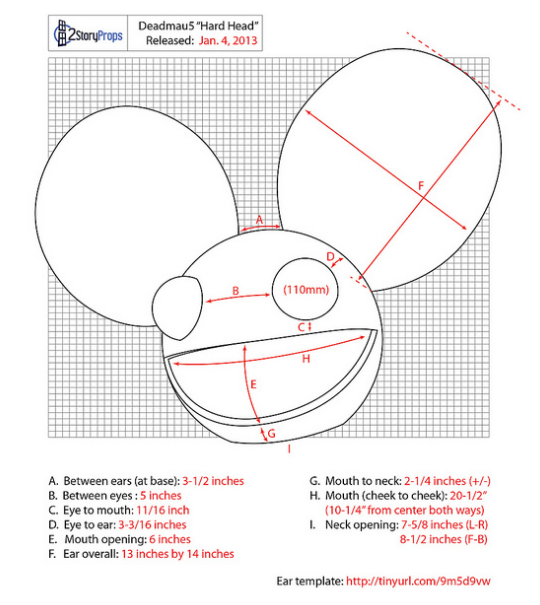 2StoryProps
Deadmau5 "Hard Head"
Released: Jan. 4, 2013
F
A
D
B
(110mm)
C
H
E
G
I
A. Between ears (at base): 3-1/2 inches
B. Between eyes : 5 inches
C. Eye to mouth: 11/16 inch
D. Eye to ear: 3-3/16 inches
E. Mouth opening: 6 inches
F. Ear overall: 13 inches by 14 inches
G. Mouth to neck: 2-1/4 inches (+/-)
H. Mouth (cheek to cheek): 20-1/2"
(10-1/4" from center both ways)
I. Neck opening: 7-5/8 inches (L-R)
8-1/2 inches (F-B)
Ear template: http://tinyurl.com/9m5d9vw